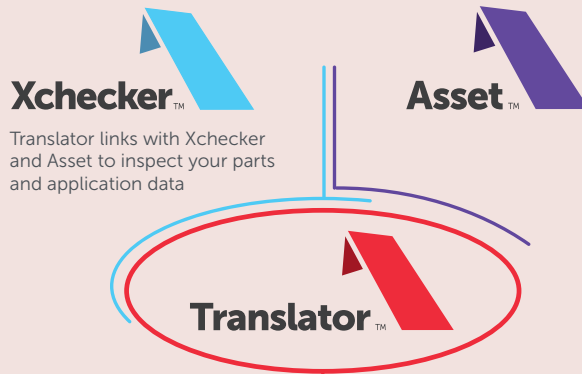 Xchecker™
Asset™
Translator links with Xchecker
and Asset to inspect your parts
and application data
Translator™